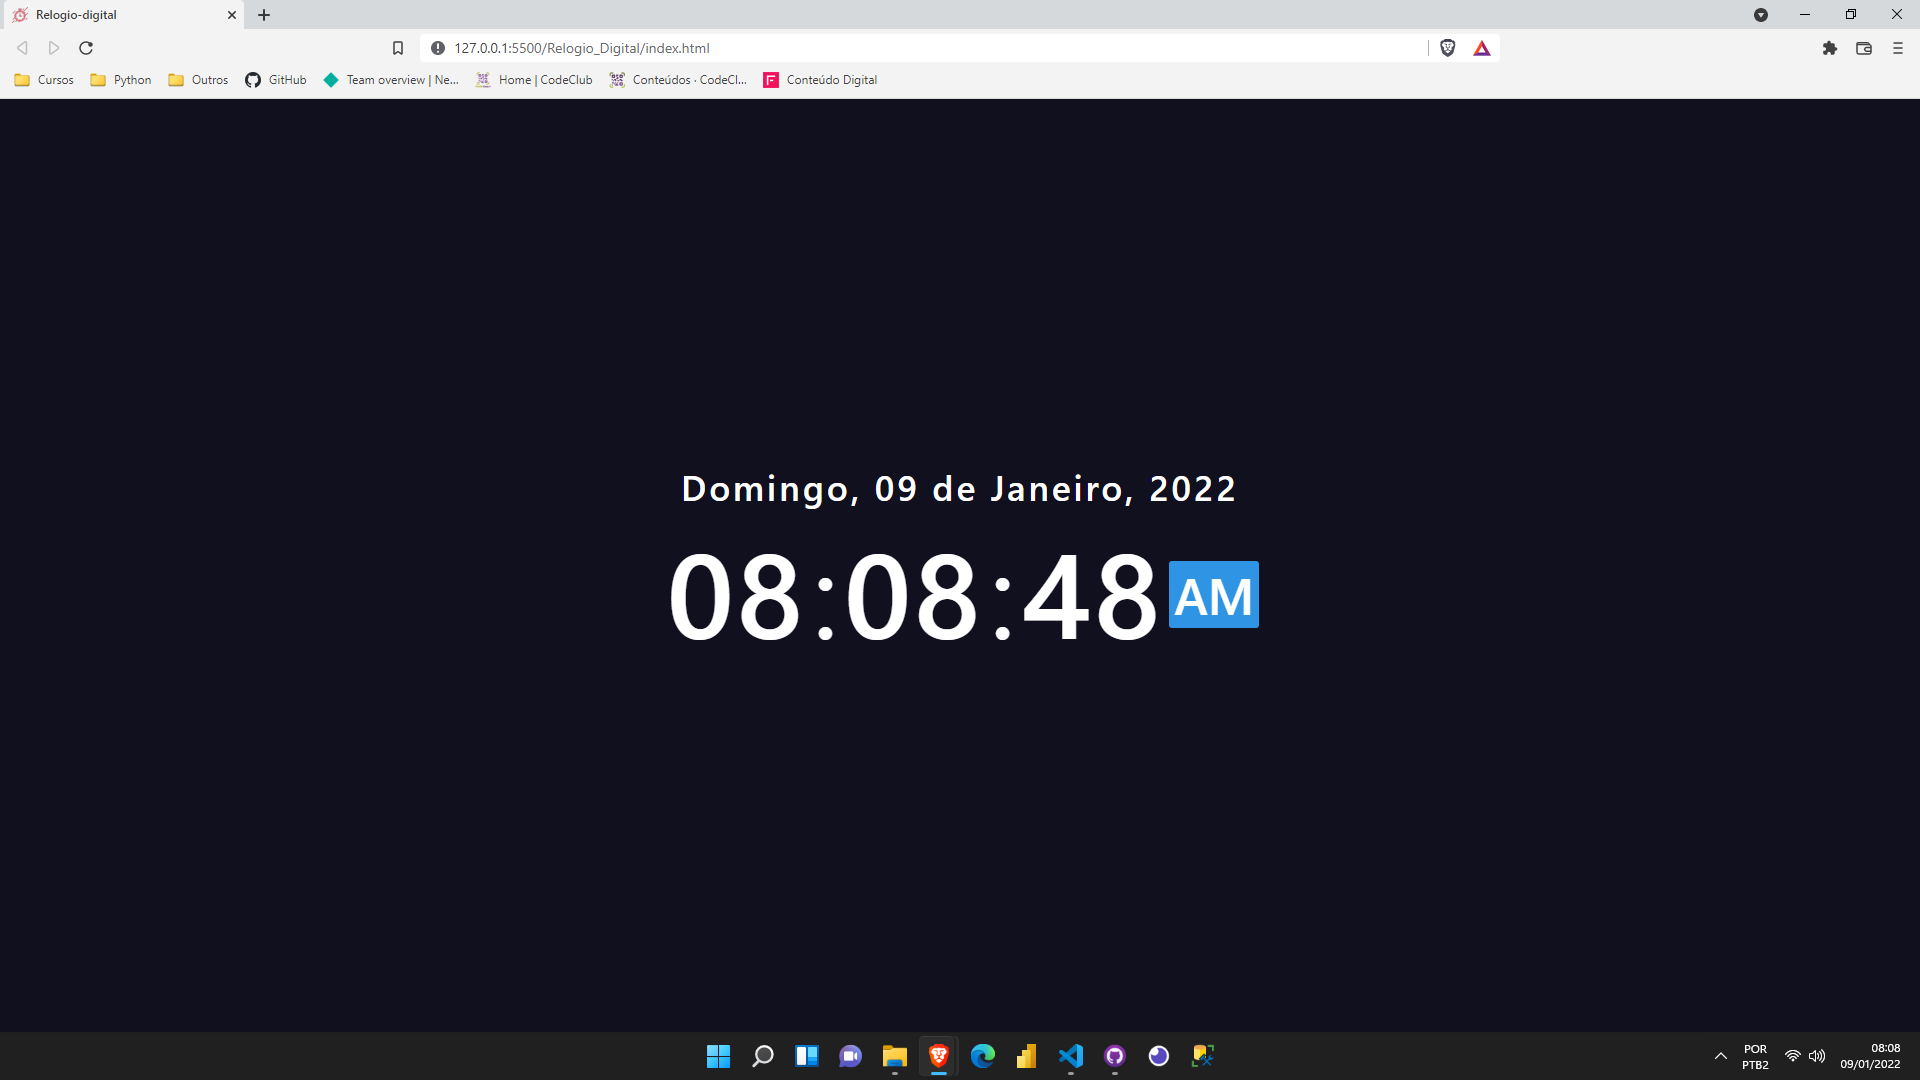 Relogio-digital
127.0.0.1:5500/Relogio_Digital/index.html
Cursos Python Outros GitHub Team overview | Ne... Home | CodeClub Conteúdos · CodeCl... Conteúdo Digital
Domingo, 09 de Janeiro, 2022
08:08:48 AM
POR 08:08
PTB2 09/01/2022